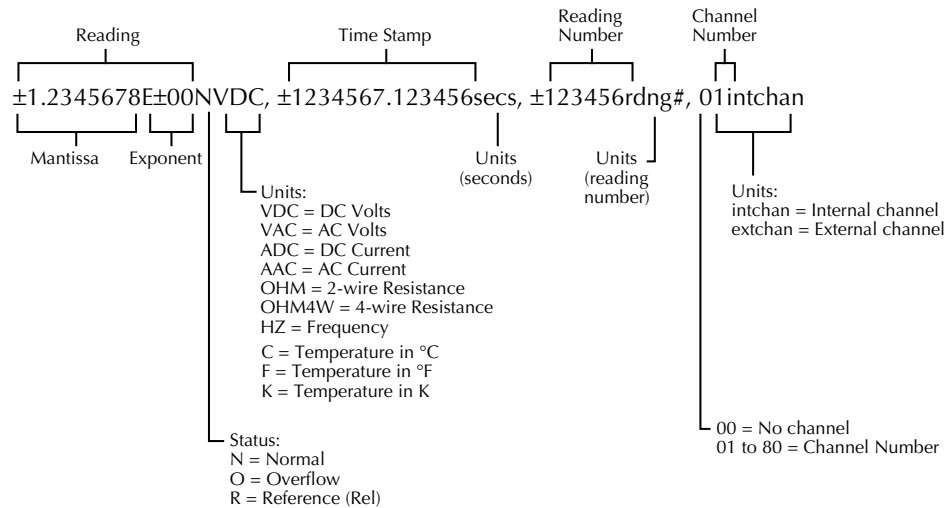 Reading
Time Stamp
Reading
Number
Channel
Number
±1.2345678E±00NVDC, ±1234567.123456secs, ±123456rdng#, 01intchan
Mantissa
Exponent
Units
(seconds)
Units
(reading
number)
Units:
intchan = Internal channel
extchan = External channel
Units:
VDC = DC Volts
VAC = AC Volts
ADC = DC Current
AAC = AC Current
OHM = 2-wire Resistance
OHM4W = 4-wire Resistance
HZ = Frequency
C = Temperature in °C
F = Temperature in °F
K = Temperature in K
00 = No channel
01 to 80 = Channel Number
Status:
N = Normal
O = Overflow
R = Reference (Rel)